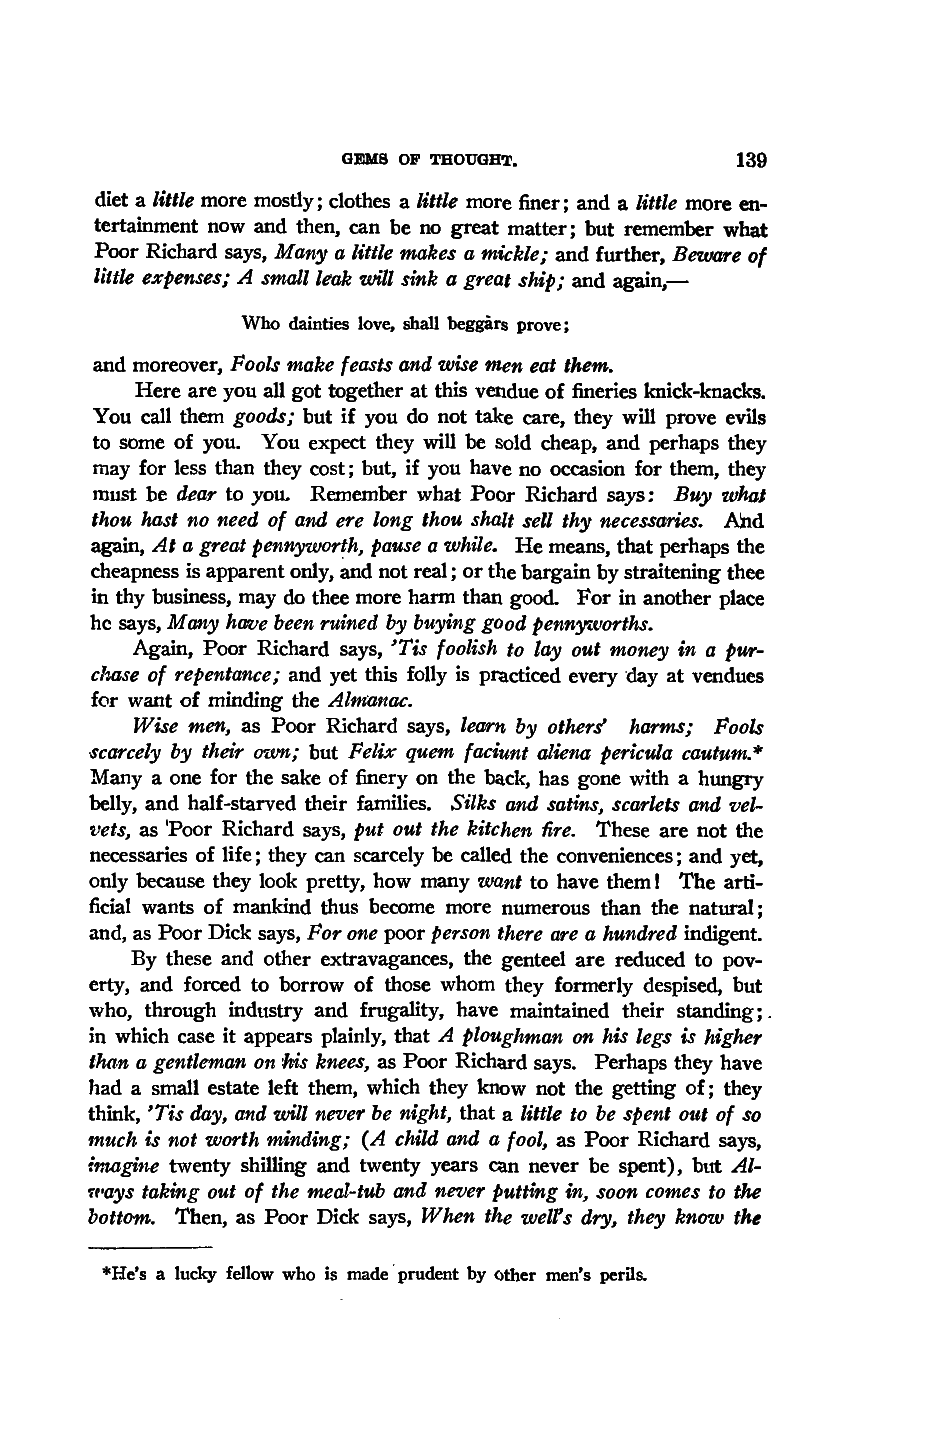 GEMS OF THOUGHT. 139
diet a little more mostly; clothes a little more finer; and a little more en-
tertainment now and then, can be no great matter; but remember what
Poor Richard says, Many a little makes a mickle; and further, Beware of
little expenses; A small leak will sink a great ship; and again,—
Who dainties love, shall beggars prove;
and moreover, Fools make feasts and wise men eat them.
Here are you all got together at this vendue of fineries knick-knacks.
You call them goods; but if you do not take care, they will prove evils
to some of you. You expect they will be sold cheap, and perhaps they
may for less than they cost; but, if you have no occasion for them, they
must be dear to you. Remember what Poor Richard says: Buy what
thou hast no need of and ere long thou shalt sell thy necessaries. And
again, At a great pennyworth, pause a while. He means, that perhaps the
cheapness is apparent only, and not real; or the bargain by straitening thee
in thy business, may do thee more harm than good. For in another place
he says, Many have been ruined by buying good pennyworths.
Again, Poor Richard says, 'Tis foolish to lay out money in a pur-
chase of repentance; and yet this folly is practiced every day at vendues
for want of minding the Almanac.
Wise men, as Poor Richard says, learn by others' harms; Fools
scarcely by their own; but Felix quem faciunt aliena pericula cautum.*
Many a one for the sake of finery on the back, has gone with a hungry
belly, and half-starved their families. Silks and satins, scarlets and vel-
vets, as Poor Richard says, put out the kitchen fire. These are not the
necessaries of life; they can scarcely be called the conveniences; and yet,
only because they look pretty, how many want to have them! The arti-
ficial wants of mankind thus become more numerous than the natural;
and, as Poor Dick says, For one poor person there are a hundred indigent.
By these and other extravagances, the genteel are reduced to pov-
erty, and forced to borrow of those whom they formerly despised, but
who, through industry and frugality, have maintained their standing;
in which case it appears plainly, that A ploughman on his legs is higher
than a gentleman on his knees, as Poor Richard says. Perhaps they have
had a small estate left them, which they know not the getting of; they
think, 'Tis day, and will never be night, that a little to be spent out of so
much is not worth minding; (A child and a fool, as Poor Richard says,
imagine twenty shilling and twenty years can never be spent), but Al-
ways taking out of the meal-tub and never putting in, soon comes to the
bottom. Then, as Poor Dick says, When the well's dry, they know the
*He's a lucky fellow who is made prudent by other men's perils.